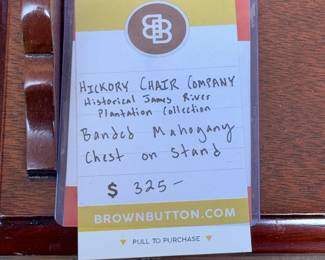 BB
HICKORY CHAIR COMPANY
Historical James River
Plantation Collection
Banded Mahogany
Chest on Stand
$ 325-
BROWNBUTTON.COM
PULL TO PURCHASE